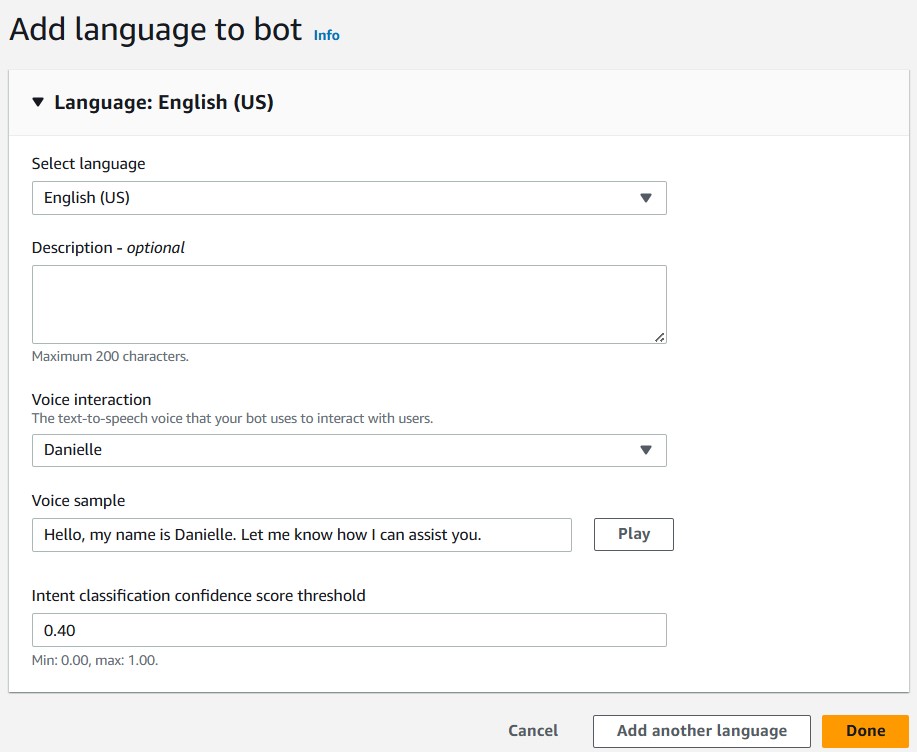 Add language to bot Info
Language: English (US)
Select language
English (US)
Description - optional
Maximum 200 characters.
Voice interaction
The text-to-speech voice that your bot uses to interact with users.
Danielle
Voice sample
Hello, my name is Danielle. Let me know how I can assist you.
Play
Intent classification confidence score threshold
0.40
Min: 0.00, max: 1.00.
Cancel
Add another language
Done